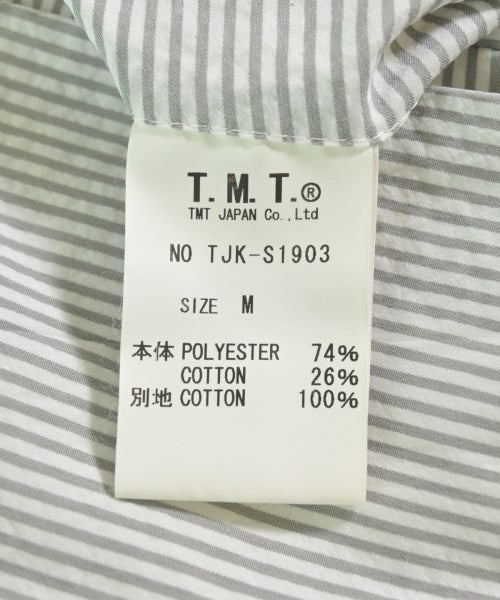 T.M.T.®
TMT JAPAN Co.,Ltd
NO TJK-S1903
SIZE M
本体 POLYESTER 74%
COTTON 26%
別地 COTTON 100%